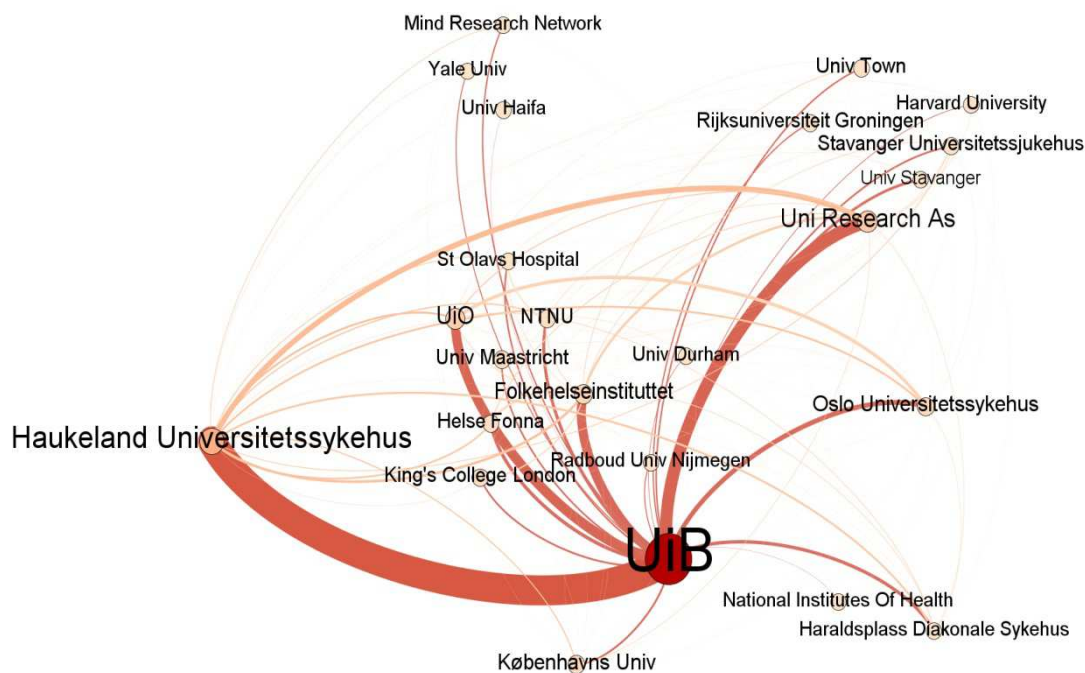 Mind Research Network
Yale Univ
Univ Town
Univ Haifa
Harvard University
Rijksuniversiteit Groningen
Stavanger Universitetssjukehus
Univ Stavanger
Uni Research As
St Olavs Hospital
UiO
NTNU
Univ Maastricht
Univ Durham
Folkehelseinstituttet
Oslo Universitetssykehus
Helse Fonna
Haukeland Universitetssykehus
Radboud Univ Nijmegen
King's College London
UiB
National Institutes Of Health
Haraldsplass Diakonale Sykehus
Københavns Univ